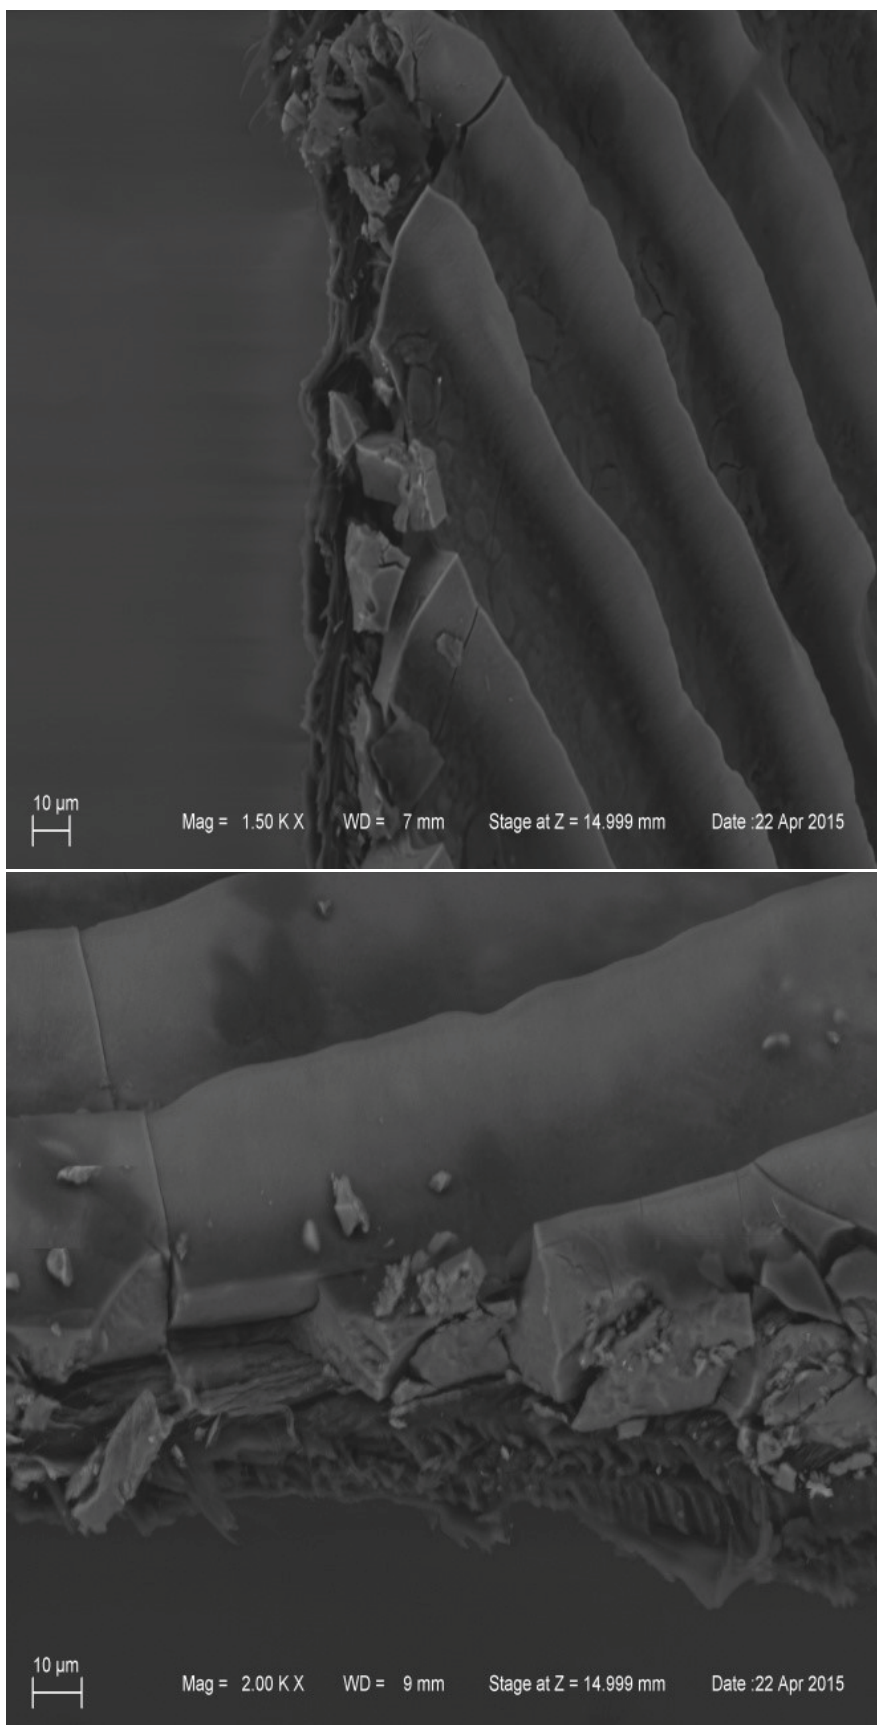 10 µm
Mag = 1.50 K X WD = 7 mm Stage at Z = 14.999 mm Date :22 Apr 2015
10 µm
Mag = 2.00 K X WD = 9 mm Stage at Z = 14.999 mm Date :22 Apr 2015